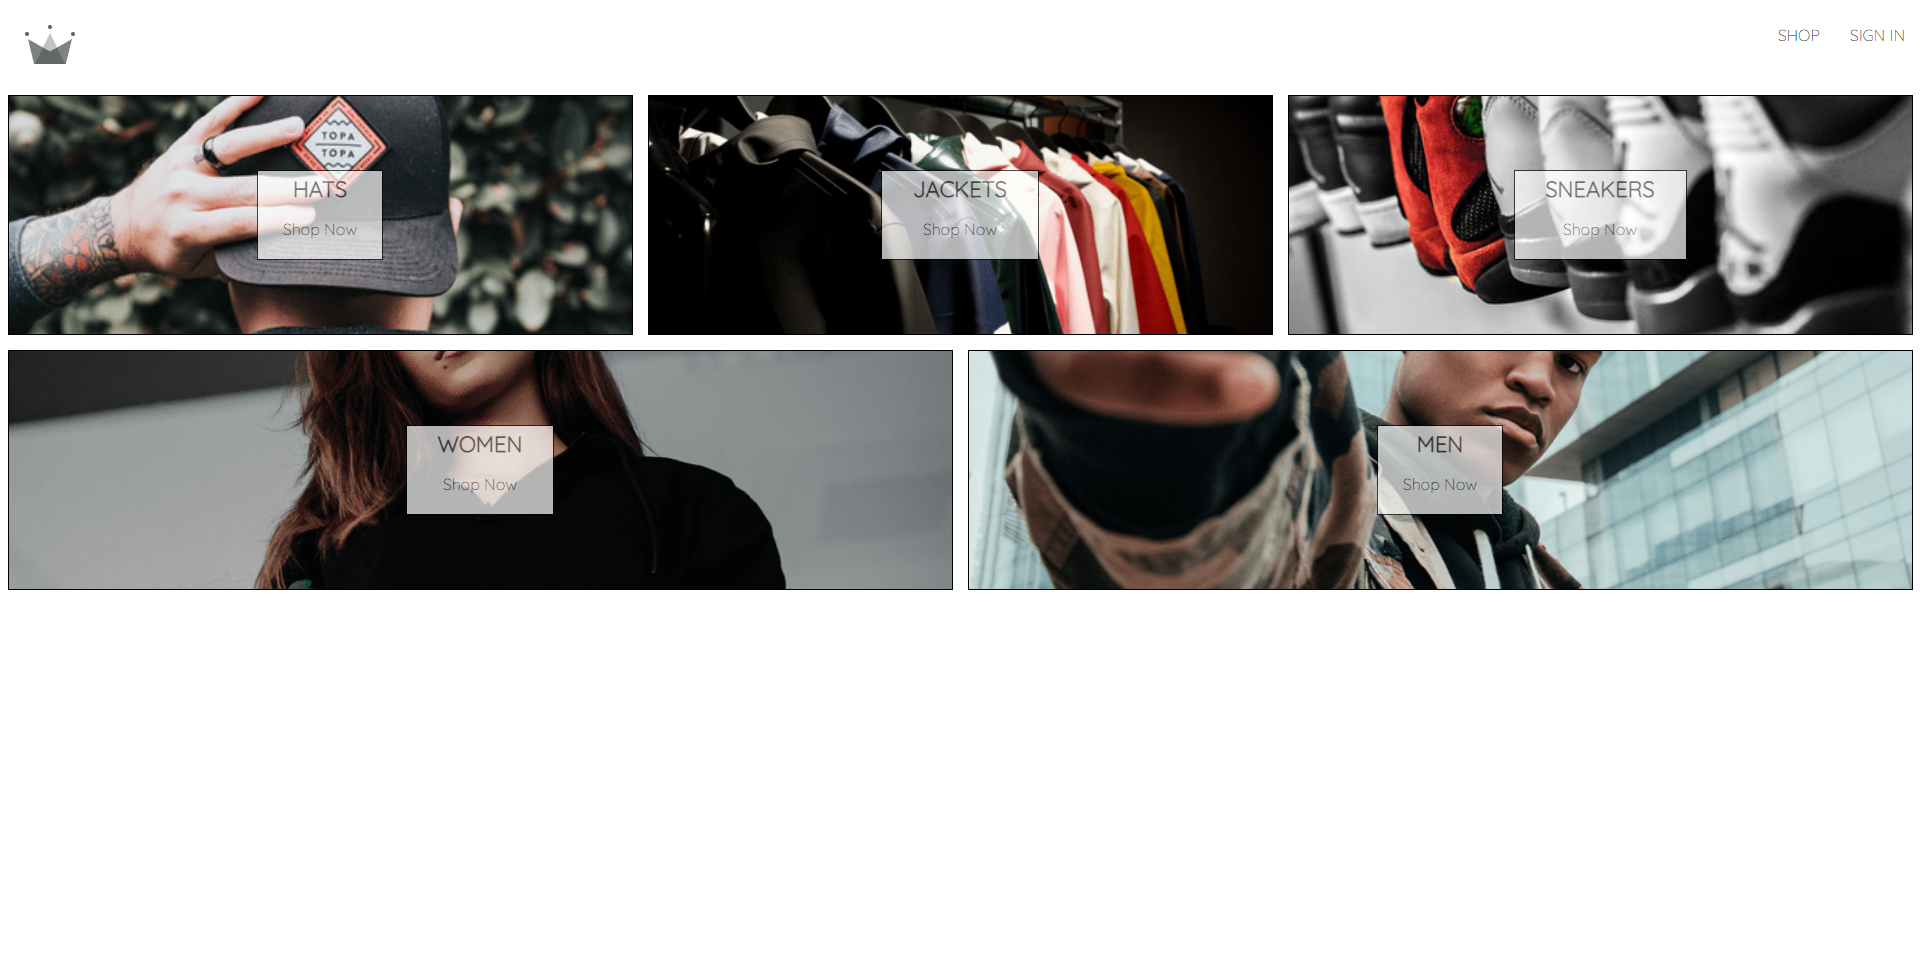 SHOP SIGN IN
TOPA
TOPA
HATS
Shop Now
JACKETS
Shop Now
SNEAKERS
Shop Now
WOMEN
Shop Now
MEN
Shop Now